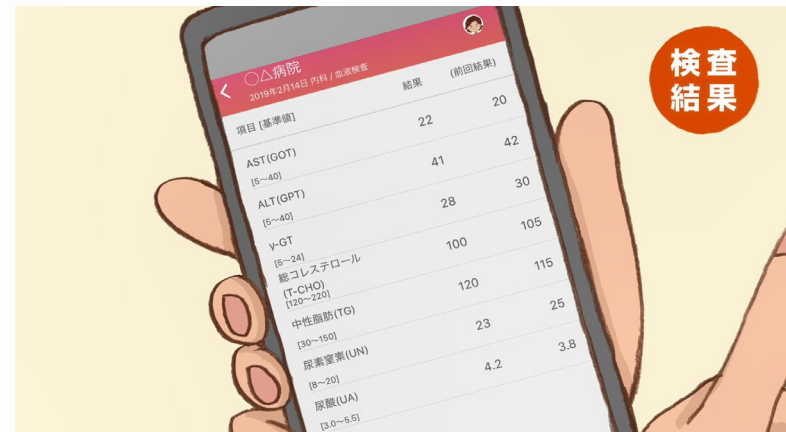 ○△病院
2019年2月14日 内科 / 血液検査
項目 [基準値] 結果 (前回結果)
AST(GOT) 22 20
[5～40]
ALT(GPT) 41 42
[5～40]
γ-GT 28 30
[5～24]
総コレステロール 100 105
(T-CHO)
[120～220]
中性脂肪(TG) 120 115
[30～150]
尿素窒素(UN) 23 25
[8～20]
尿酸(UA) 4.2 3.8
[3.0～5.5]
検査
結果